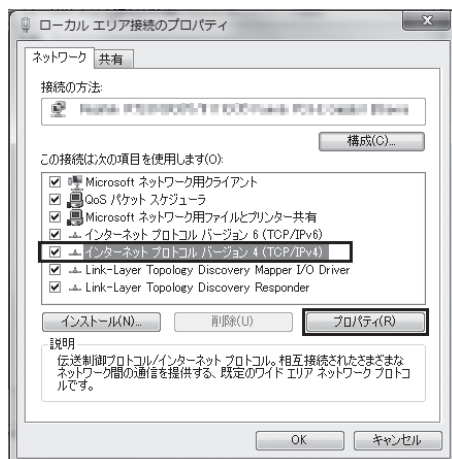 ローカル エリア接続のプロパティ
ネットワーク 共有
接続の方法:
構成(C)...
この接続は次の項目を使用します(O):
Microsoft ネットワーク用クライアント
QoS パケット スケジューラ
Microsoft ネットワーク用ファイルとプリンター共有
インターネット プロトコル バージョン 6 (TCP/IPv6)
インターネット プロトコル バージョン 4 (TCP/IPv4)
Link-Layer Topology Discovery Mapper I/O Driver
Link-Layer Topology Discovery Responder
インストール(N)... 削除(U) プロパティ(R)
説明
伝送制御プロトコル/インターネット プロトコル。相互接続されたさまざまな
ネットワーク間の通信を提供する、既定のワイド エリア ネットワーク プロトコ
ルです。
OK キャンセル